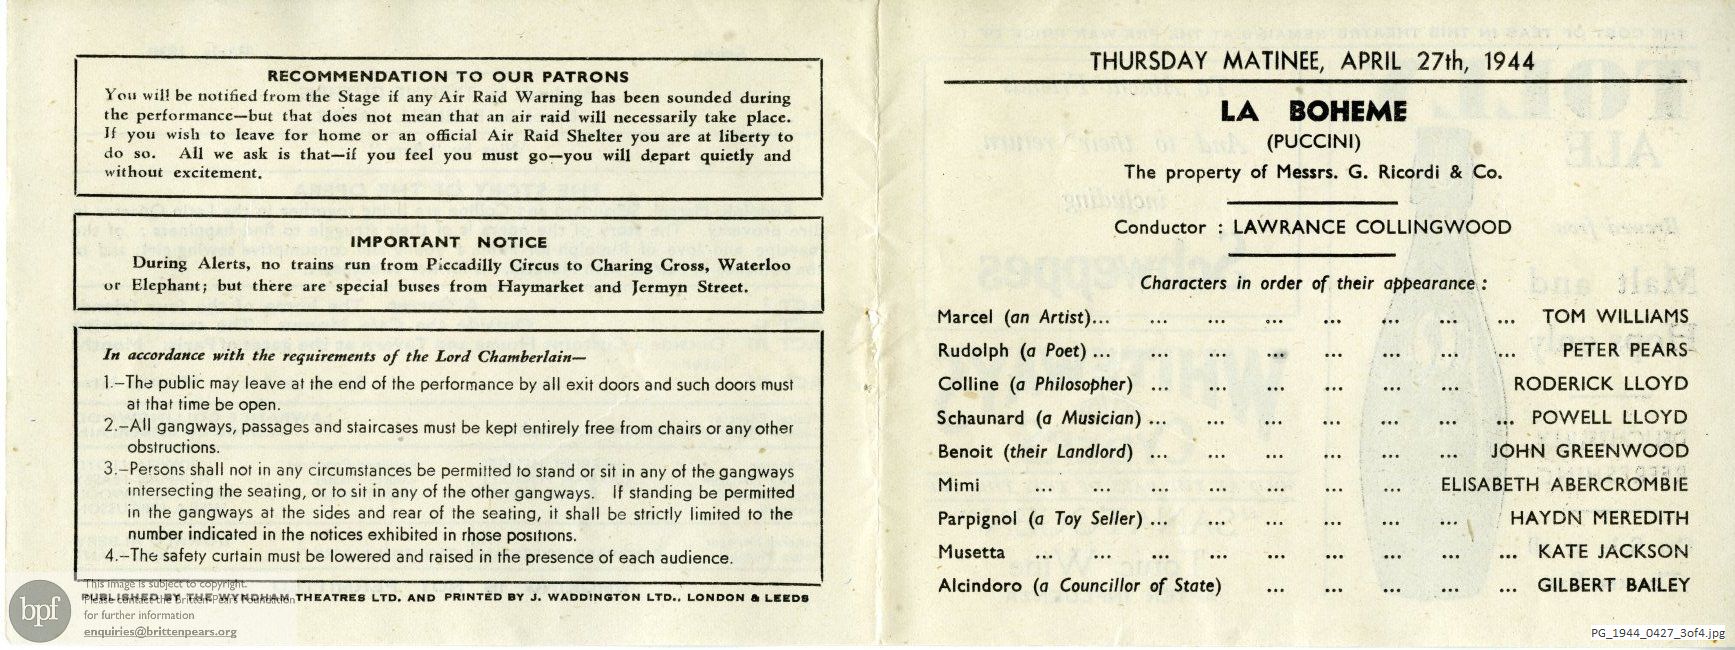 RECOMMENDATION TO OUR PATRONS
You will be notified from the Stage if any Air Raid Warning has been sounded during
the performance—but that does not mean that an air raid will necessarily take place.
If you wish to leave for home or an official Air Raid Shelter you are at liberty to
do so. All we ask is that—if you feel you must go—you will depart quietly and
without excitement.
IMPORTANT NOTICE
During Alerts, no trains run from Piccadilly Circus to Charing Cross, Waterloo
or Elephant; but there are special buses from Haymarket and Jermyn Street.
In accordance with the requirements of the Lord Chamberlain—
1.—The public may leave at the end of the performance by all exit doors and such doors must
at that time be open.
2.—All gangways, passages and staircases must be kept entirely free from chairs or any other
obstructions.
3.—Persons shall not in any circumstances be permitted to stand or sit in any of the gangways
intersecting the seating, or to sit in any of the other gangways. If standing be permitted
in the gangways at the sides and rear of the seating, it shall be strictly limited to the
number indicated in the notices exhibited in rhose positions.
4.—The safety curtain must be lowered and raised in the presence of each audience.
PUBLISHED BY THE WYNDHAM THEATRES LTD. AND PRINTED BY J. WADDINGTON LTD., LONDON & LEEDS
bpf
This image is subject to copyright.
Please contact the Britten-Pears Foundation
for further information
enquiries@brittenpears.org
THURSDAY MATINEE, APRIL 27th, 1944
LA BOHEME
(PUCCINI)
The property of Messrs. G. Ricordi & Co.
Conductor : LAWRANCE COLLINGWOOD
Characters in order of their appearance :
Marcel (an Artist)... ... ... ... ... ... ... ... TOM WILLIAMS
Rudolph (a Poet) ... ... ... ... ... ... ... ... PETER PEARS
Colline (a Philosopher) ... ... ... ... ... ... RODERICK LLOYD
Schaunard (a Musician) ... ... ... ... ... ... ... POWELL LLOYD
Benoit (their Landlord) ... ... ... ... ... ... JOHN GREENWOOD
Mimi ... ... ... ... ... ... ... ELISABETH ABERCROMBIE
Parpignol (a Toy Seller) ... ... ... ... ... ... HAYDN MEREDITH
Musetta ... ... ... ... ... ... ... ... ... KATE JACKSON
Alcindoro (a Councillor of State) ... ... ... ... ... GILBERT BAILEY
PG_1944_0427_3of4.jpg